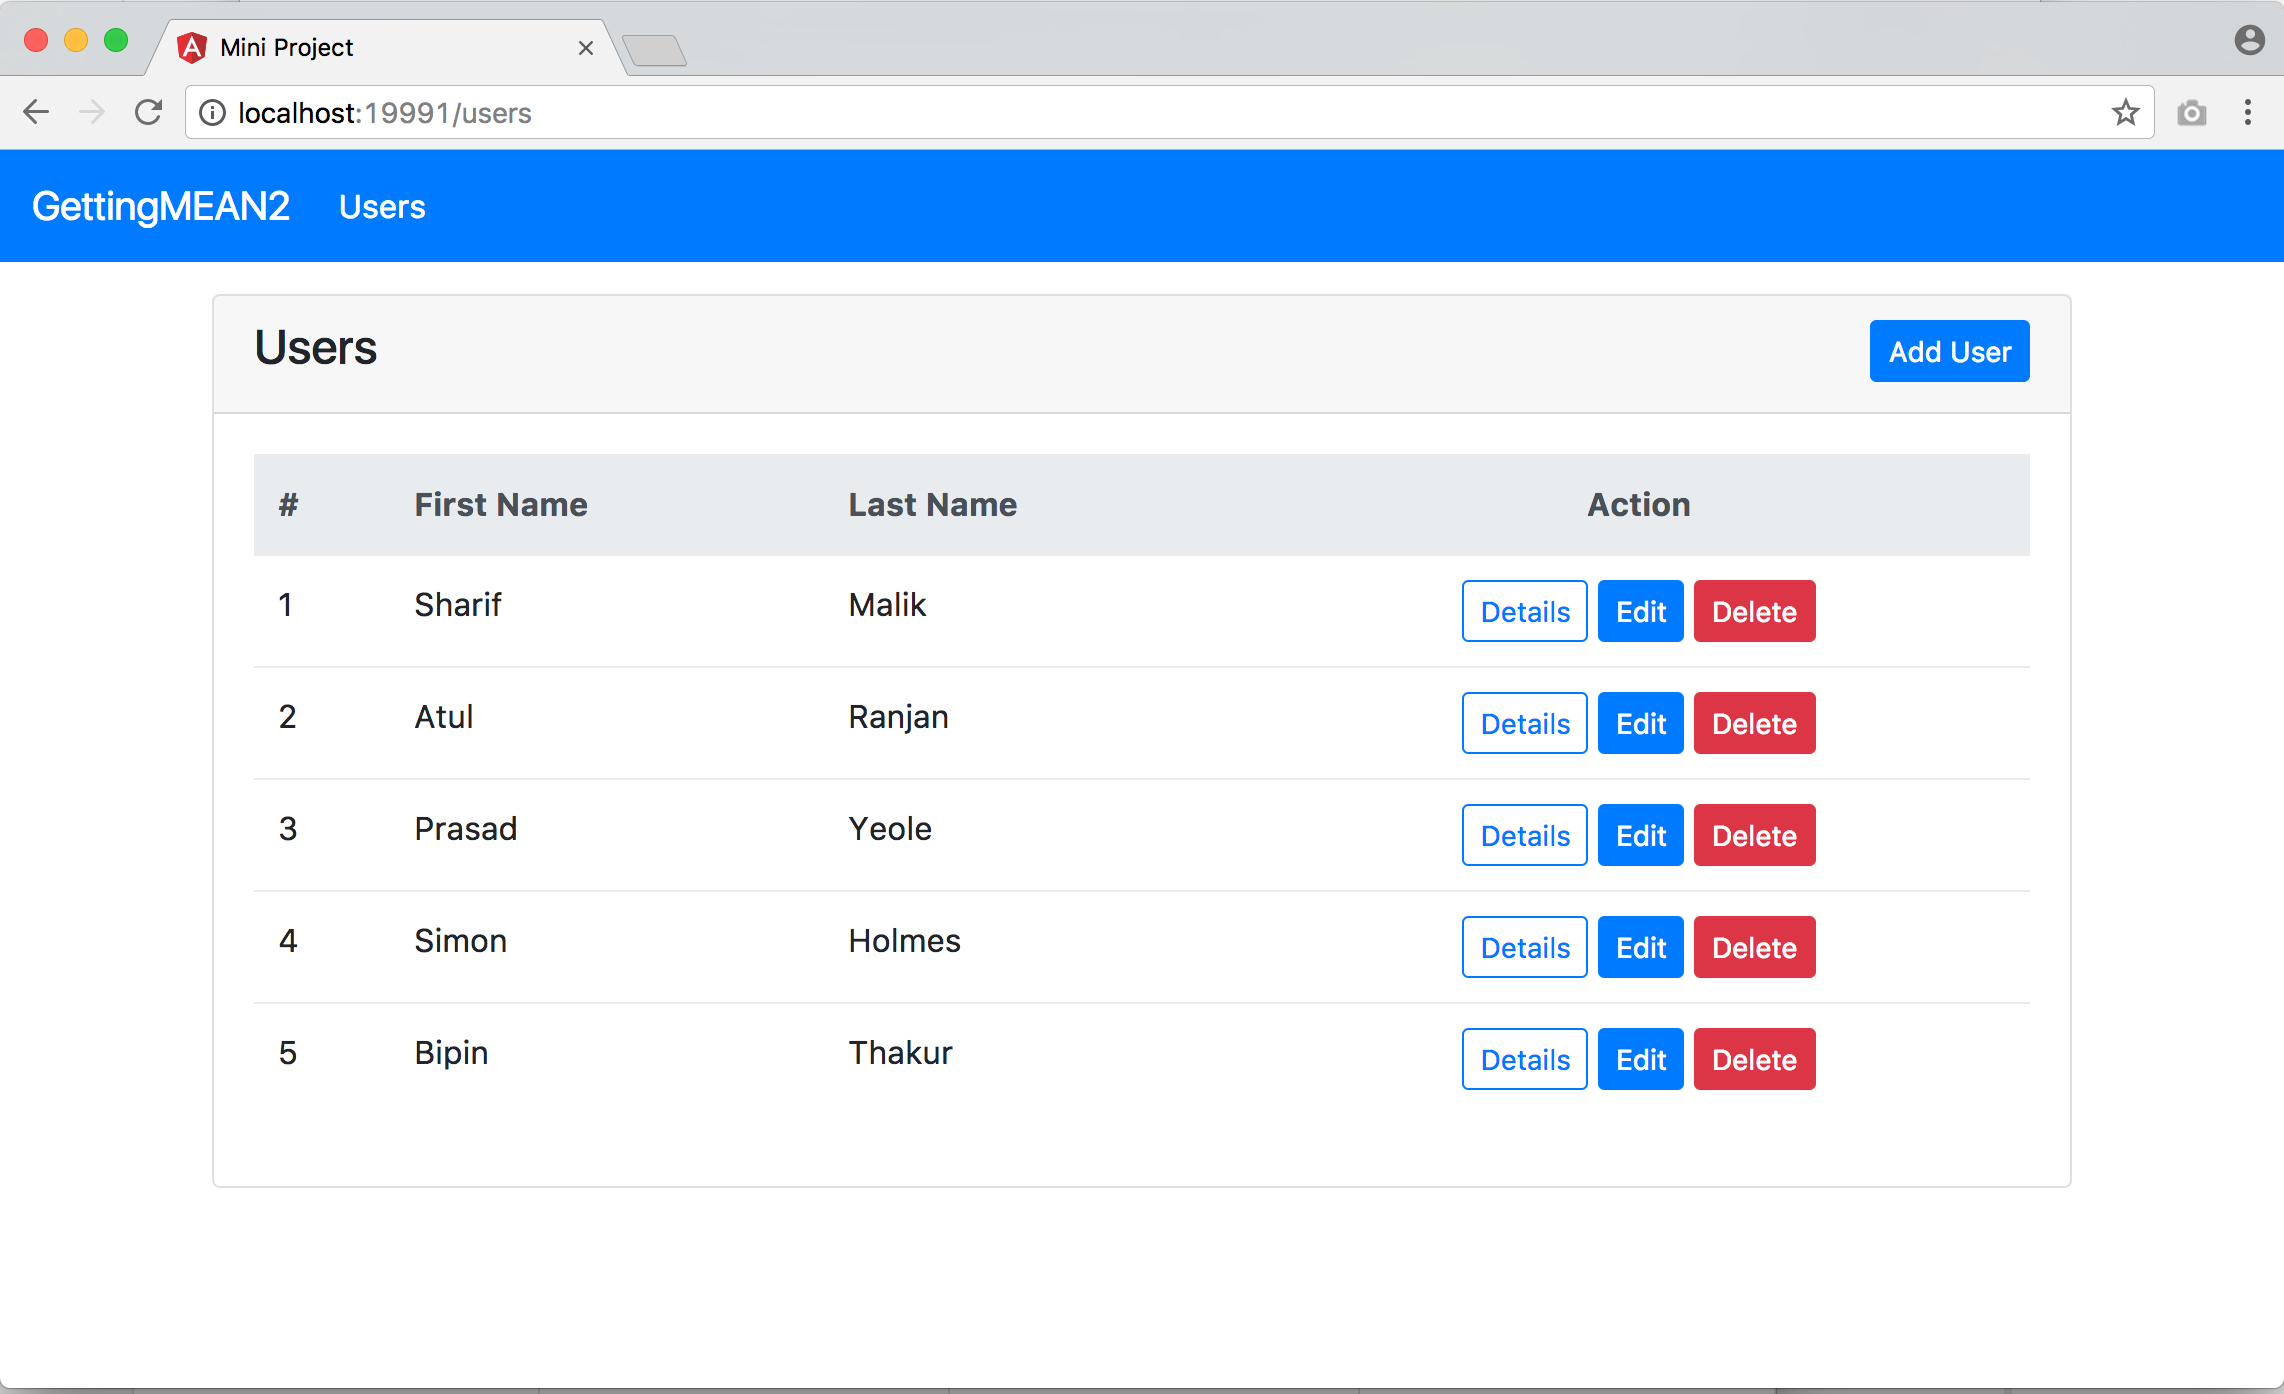 Mini Project
localhost:19991/users
GettingMEAN2 Users
Users Add User
# First Name Last Name Action
1 Sharif Malik Details Edit Delete
2 Atul Ranjan Details Edit Delete
3 Prasad Yeole Details Edit Delete
4 Simon Holmes Details Edit Delete
5 Bipin Thakur Details Edit Delete